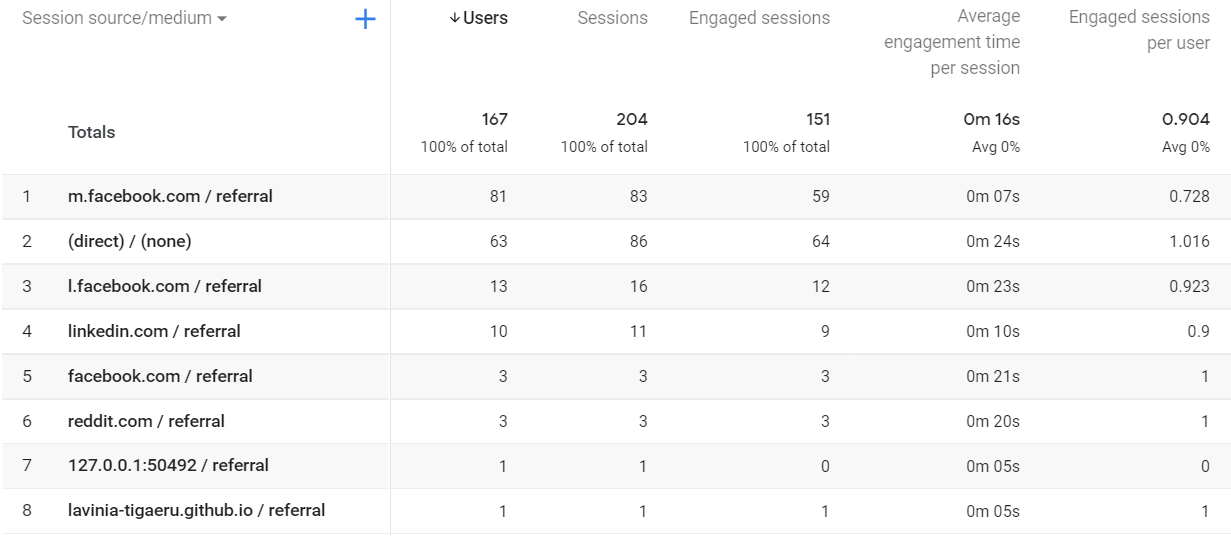 Session source/medium Users Sessions Engaged sessions Average engagement time per session Engaged sessions per user
Totals 167 204 151 0m 16s 0.904
100% of total 100% of total 100% of total Avg 0% Avg 0%
1 m.facebook.com / referral 81 83 59 0m 07s 0.728
2 (direct) / (none) 63 86 64 0m 24s 1.016
3 l.facebook.com / referral 13 16 12 0m 23s 0.923
4 linkedin.com / referral 10 11 9 0m 10s 0.9
5 facebook.com / referral 3 3 3 0m 21s 1
6 reddit.com / referral 3 3 3 0m 20s 1
7 127.0.0.1:50492 / referral 1 1 0 0m 05s 0
8 lavinia-tigaeru.github.io / referral 1 1 1 0m 05s 1